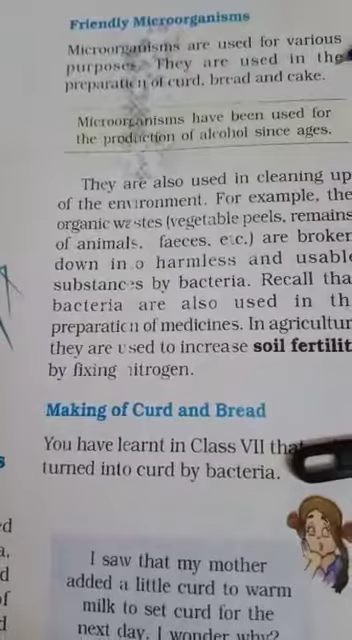 Friendly Microorganisms
Microorganisms are used for various
purposes. They are used in the
preparation of curd, bread and cake.
Microorganisms have been used for
the production of alcohol since ages.
They are also used in cleaning up
of the environment. For example, the
organic wastes (vegetable peels, remains
of animals, faeces, etc.) are broken
down into harmless and usable
substances by bacteria. Recall tha
bacteria are also used in th
preparation of medicines. In agricultur
they are used to increase soil fertilit
by fixing nitrogen.
Making of Curd and Bread
You have learnt in Class VII that
turned into curd by bacteria.
I saw that my mother
added a little curd to warm
milk to set curd for the
next day. I wonder why?